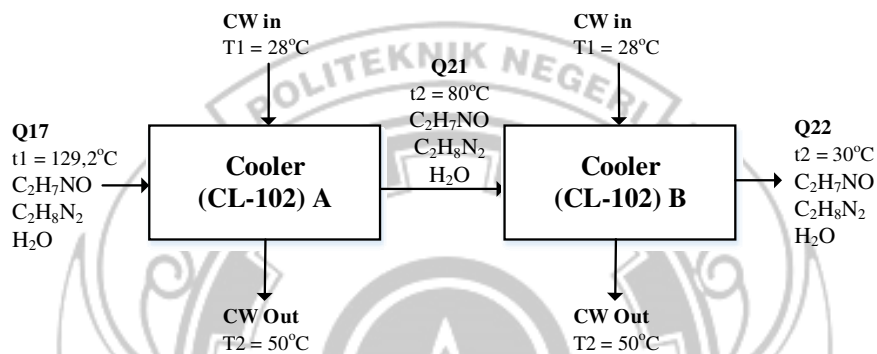 CW in
T1 = 28°C
CW in
T1 = 28°C
POLITEKNIK NEGERI
Q21
t2 = 80°C
C₂H₇NO
C₂H₈N₂
H₂O
Q17
t1 = 129,2°C
C₂H₇NO
C₂H₈N₂
H₂O
Cooler
(CL-102) A
Cooler
(CL-102) B
Q22
t2 = 30°C
C₂H₇NO
C₂H₈N₂
H₂O
CW Out
T2 = 50°C
CW Out
T2 = 50°C